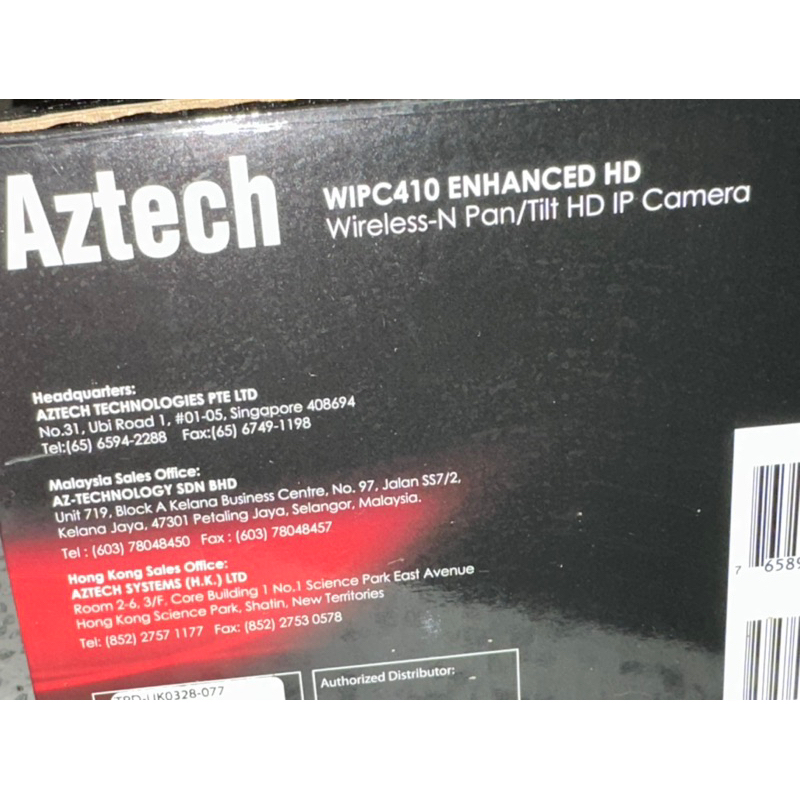 Aztech
WIPC410 ENHANCED HD
Wireless-N Pan/Tilt HD IP Camera
Headquarters:
AZTECH TECHNOLOGIES PTE LTD
No.31, Ubi Road 1, #01-05, Singapore 408694
Tel:(65) 6594-2288 Fax:(65) 6749-1198
Malaysia Sales Office:
AZ-TECHNOLOGY SDN BHD
Unit 719, Block A Kelana Business Centre, No. 97, Jalan SS7/2,
Kelana Jaya, 47301 Petaling Jaya, Selangor, Malaysia.
Tel : (603) 78048450 Fax : (603) 78048457
Hong Kong Sales Office:
AZTECH SYSTEMS (H.K.) LTD
Room 2-6, 3/F, Core Building 1 No.1 Science Park East Avenue
Hong Kong Science Park, Shatin, New Territories
Tel: (852) 2757 1177 Fax: (852) 2753 0578
Authorized Distributor:
7 6589